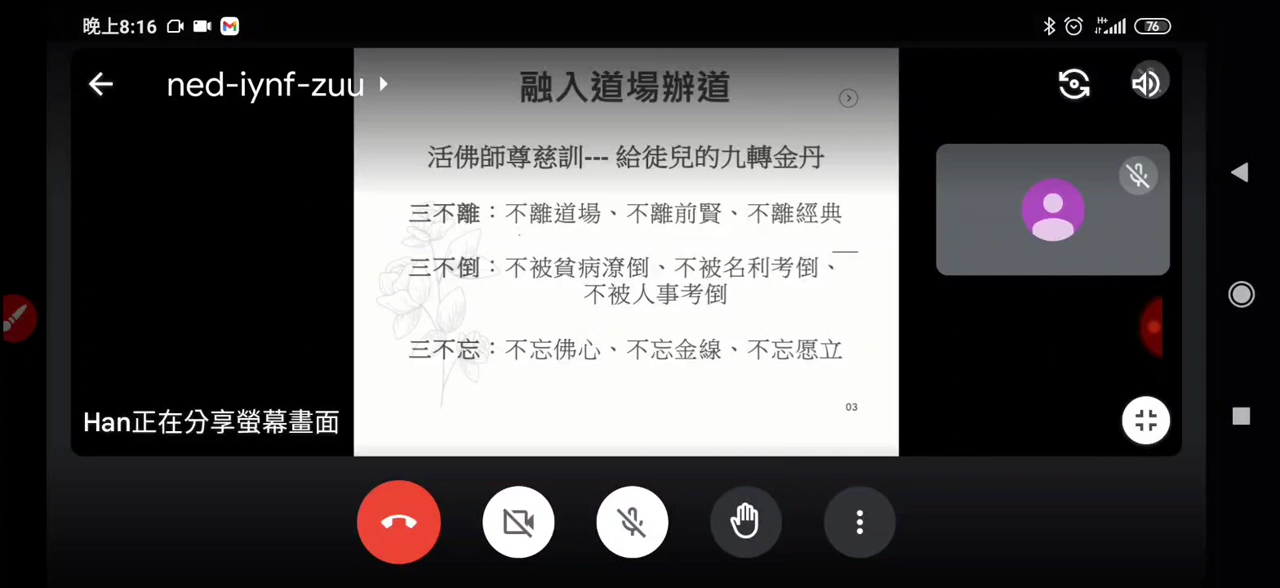 晚上8:16
76
ned-iynf-zuu
融入道場辦道
活佛師尊慈訓--- 給徒兒的九轉金丹
三不離：不離道場、不離前賢、不離經典
三不倒：不被貧病潦倒、不被名利考倒、
不被人事考倒
三不忘：不忘佛心、不忘金線、不忘愿立
03
Han正在分享螢幕畫面